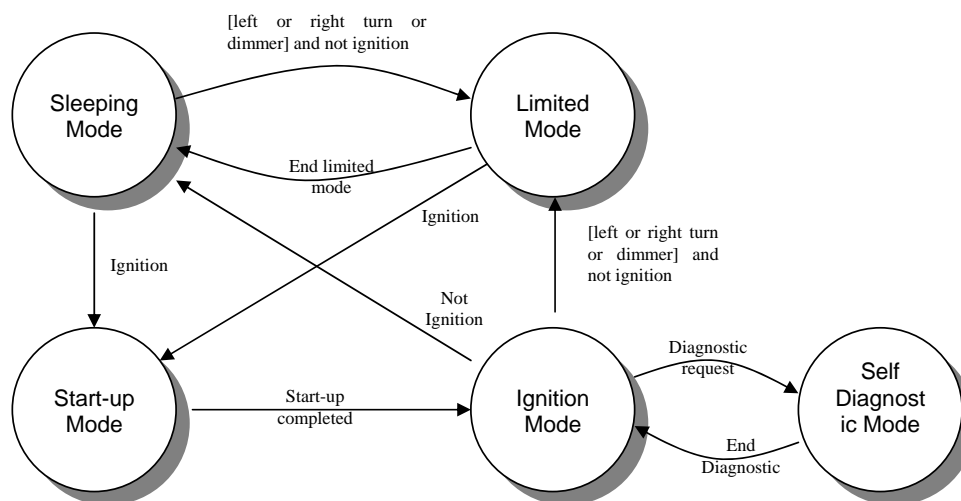 [left or right turn or
dimmer] and not ignition
Sleeping
Mode
Limited
Mode
End limited
mode
Ignition
Ignition
[left or right turn
or dimmer] and
not ignition
Not
Ignition
Start-up
Mode
Start-up
completed
Ignition
Mode
Diagnostic
request
Self
Diagnost
ic Mode
End
Diagnostic